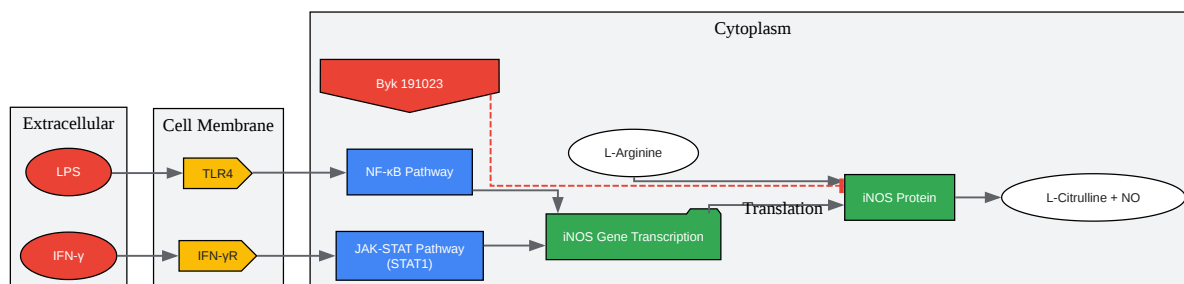 Cytoplasm
Byk 191023
Extracellular
Cell Membrane
L-Arginine
LPS
TLR4
NF-κB Pathway
iNOS Protein
L-Citrulline + NO
Translation
iNOS Gene Transcription
IFN-γ
IFN-γR
JAK-STAT Pathway
(STAT1)